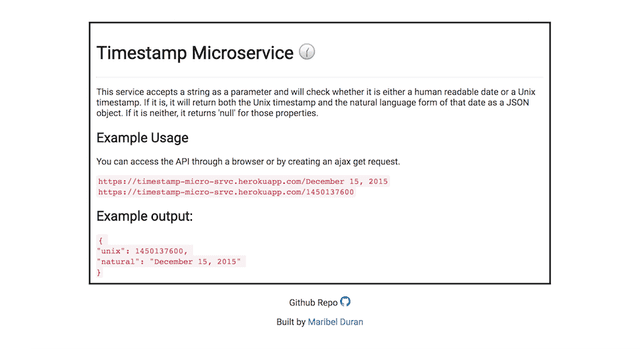 Timestamp Microservice
This service accepts a string as a parameter and will check whether it is either a human readable date or a Unix
timestamp. If it is, it will return both the Unix timestamp and the natural language form of that date as a JSON
object. If it is neither, it returns 'null' for those properties.
Example Usage
You can access the API through a browser or by creating an ajax get request.
https://timestamp-micro-srvc.herokuapp.com/December 15, 2015
https://timestamp-micro-srvc.herokuapp.com/1450137600
Example output:
{
"unix": 1450137600,
"natural": "December 15, 2015"
}
Github Repo
Built by Maribel Duran